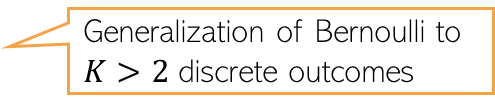 Generalization of Bernoulli to
K > 2 discrete outcomes